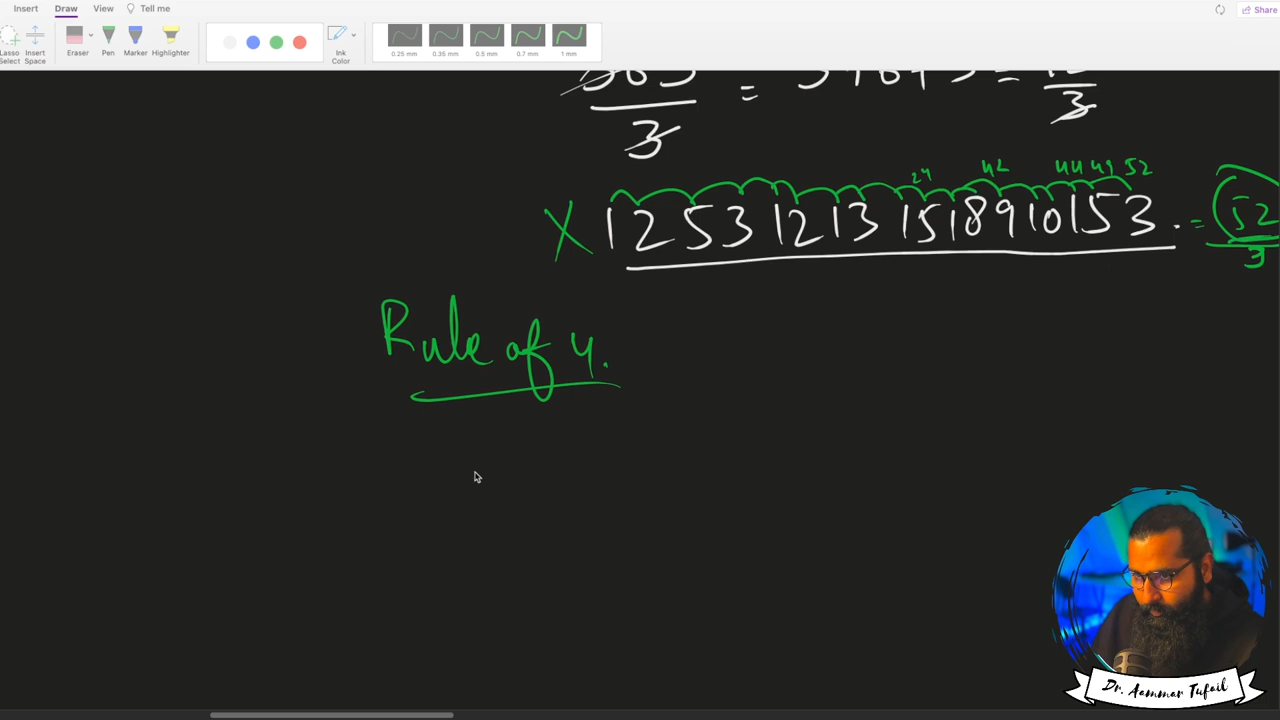 Insert Draw View Tell me Share
Lasso Select Insert Space Eraser Pen Marker Highlighter Ink Color 0.25 mm 0.35 mm 0.5 mm 0.7 mm 1 mm
3 = 3
24 42 44 49 52
X 125312131518910153. = 52
3
Rule of 4.
Dr. Aammar Tufail